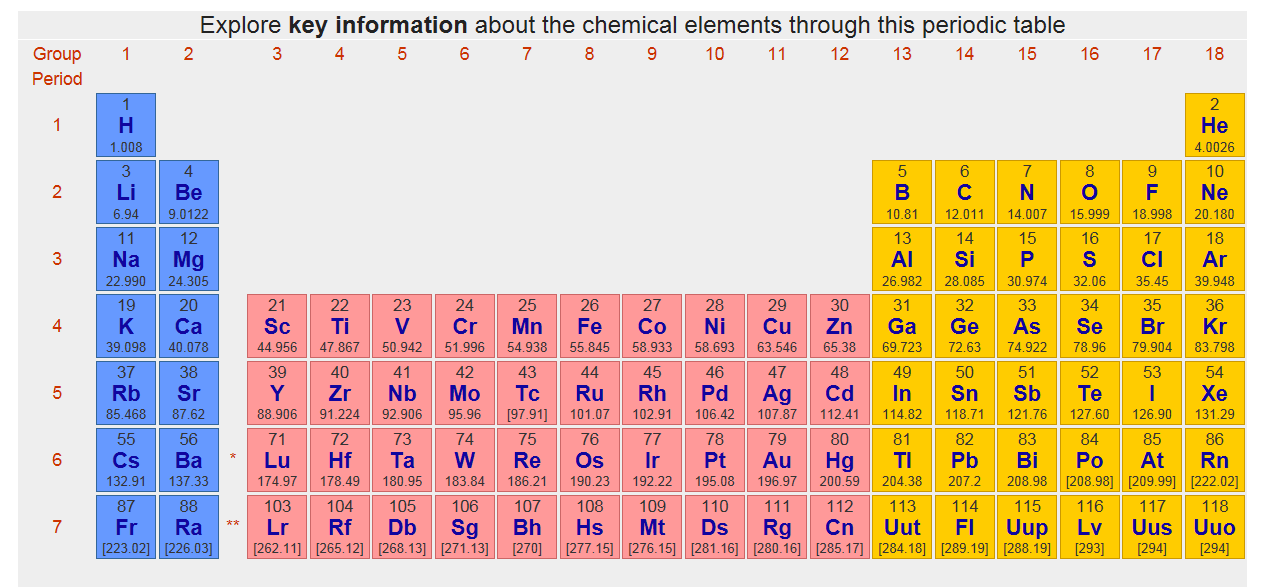 Explore key information about the chemical elements through this periodic table
Group 1 2 3 4 5 6 7 8 9 10 11 12 13 14 15 16 17 18
Period
1 2
1 H He
1.008 4.0026
3 4 5 6 7 8 9 10
2 Li Be B C N O F Ne
6.94 9.0122 10.81 12.011 14.007 15.999 18.998 20.180
11 12 13 14 15 16 17 18
3 Na Mg Al Si P S Cl Ar
22.990 24.305 26.982 28.085 30.974 32.06 35.45 39.948
19 20 21 22 23 24 25 26 27 28 29 30 31 32 33 34 35 36
4 K Ca Sc Ti V Cr Mn Fe Co Ni Cu Zn Ga Ge As Se Br Kr
39.098 40.078 44.956 47.867 50.942 51.996 54.938 55.845 58.933 58.693 63.546 65.38 69.723 72.63 74.922 78.96 79.904 83.798
37 38 39 40 41 42 43 44 45 46 47 48 49 50 51 52 53 54
5 Rb Sr Y Zr Nb Mo Tc Ru Rh Pd Ag Cd In Sn Sb Te I Xe
85.468 87.62 88.906 91.224 92.906 95.96 [97.91] 101.07 102.91 106.42 107.87 112.41 114.82 118.71 121.76 127.60 126.90 131.29
55 56 71 72 73 74 75 76 77 78 79 80 81 82 83 84 85 86
6 Cs Ba * Lu Hf Ta W Re Os Ir Pt Au Hg Tl Pb Bi Po At Rn
132.91 137.33 174.97 178.49 180.95 183.84 186.21 190.23 192.22 195.08 196.97 200.59 204.38 207.2 208.98 [208.98] [209.99] [222.02]
87 88 103 104 105 106 107 108 109 110 111 112 113 114 115 116 117 118
7 Fr Ra ** Lr Rf Db Sg Bh Hs Mt Ds Rg Cn Uut Fl Uup Lv Uus Uuo
[223.02] [226.03] [262.11] [265.12] [268.13] [271.13] [270] [277.15] [276.15] [281.16] [280.16] [285.17] [284.18] [289.19] [288.19] [293] [294] [294]